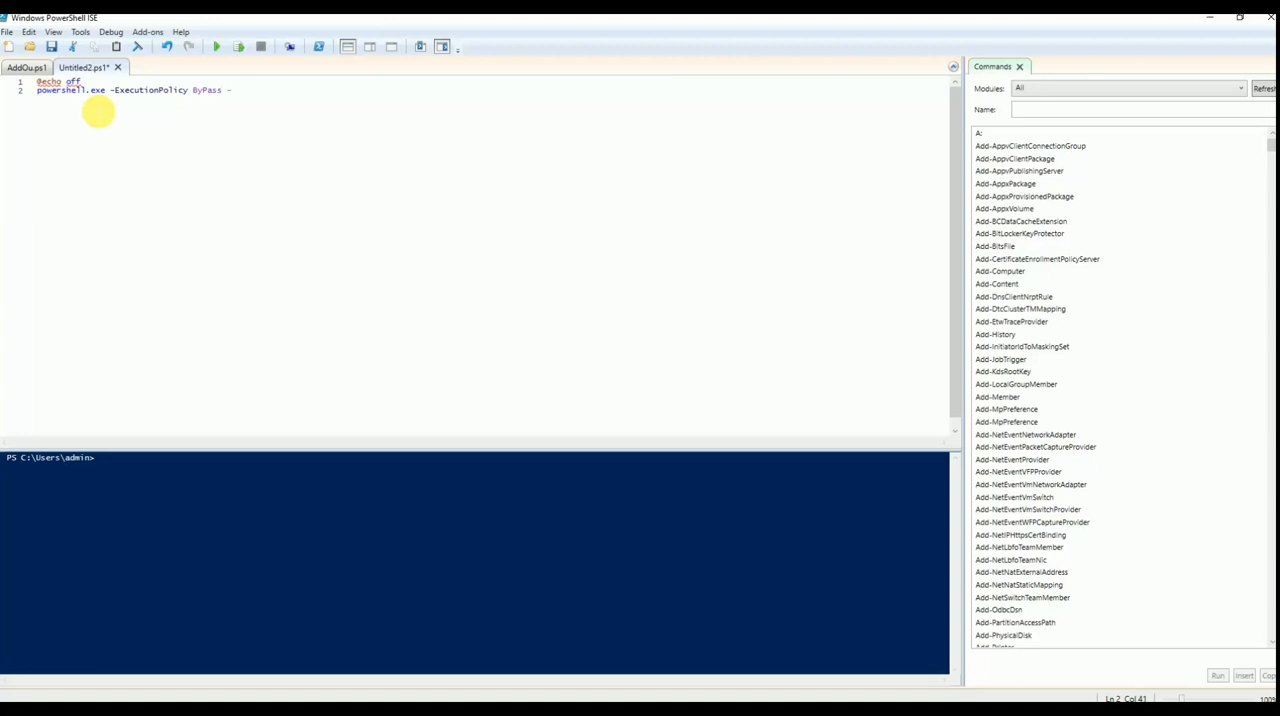 Windows PowerShell ISE
File Edit View Tools Debug Add-ons Help
AddOu.ps1 Untitled2.ps1*
1 @echo off
2 powershell.exe -ExecutionPolicy ByPass -
PS C:\Users\admin>
Commands
Modules: All Refresh
Name:
A:
Add-AppvClientConnectionGroup
Add-AppvClientPackage
Add-AppvPublishingServer
Add-AppxPackage
Add-AppxProvisionedPackage
Add-AppxVolume
Add-BCDataCacheExtension
Add-BitLockerKeyProtector
Add-BitsFile
Add-CertificateEnrollmentPolicyServer
Add-Computer
Add-Content
Add-DnsClientNrptRule
Add-DtcClusterTMMapping
Add-EtwTraceProvider
Add-History
Add-InitiatorIdToMaskingSet
Add-JobTrigger
Add-KdsRootKey
Add-LocalGroupMember
Add-Member
Add-MpPreference
Add-MpPreference
Add-NetEventNetworkAdapter
Add-NetEventPacketCaptureProvider
Add-NetEventProvider
Add-NetEventVFPProvider
Add-NetEventVmNetworkAdapter
Add-NetEventVmSwitch
Add-NetEventVmSwitchProvider
Add-NetEventWFPCaptureProvider
Add-NetIPHttpsCertBinding
Add-NetLbfoTeamMember
Add-NetLbfoTeamNic
Add-NetNatExternalAddress
Add-NetNatStaticMapping
Add-NetSwitchTeamMember
Add-OdbcDsn
Add-PartitionAccessPath
Add-PhysicalDisk
Add-Printer
Run Insert Cop
Ln 2 Col 41 100%